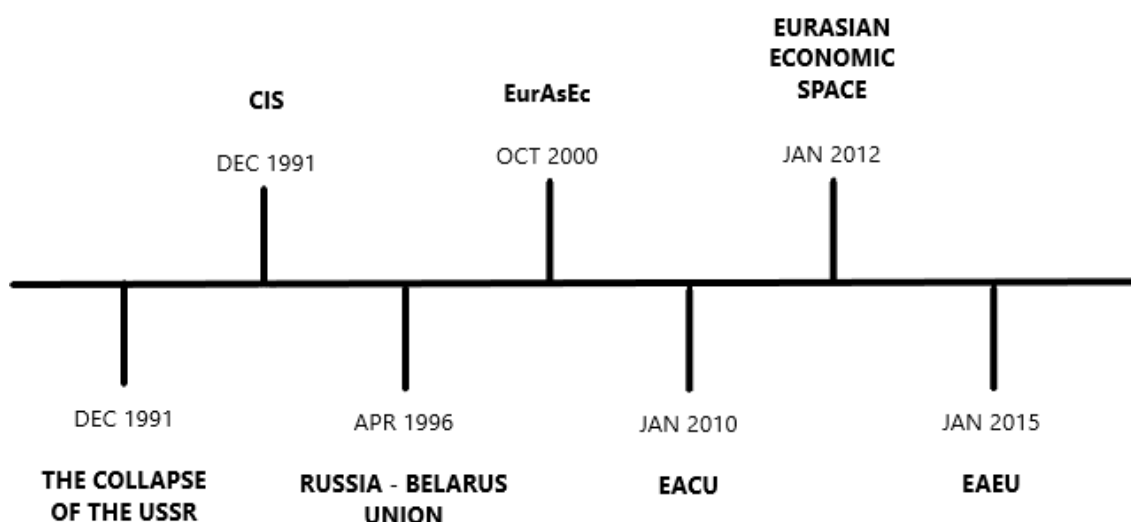 EURASIAN
ECONOMIC
SPACE
CIS
EurAsEc
DEC 1991
OCT 2000
JAN 2012
DEC 1991
APR 1996
JAN 2010
JAN 2015
THE COLLAPSE
OF THE USSR
RUSSIA - BELARUS
UNION
EACU
EAEU